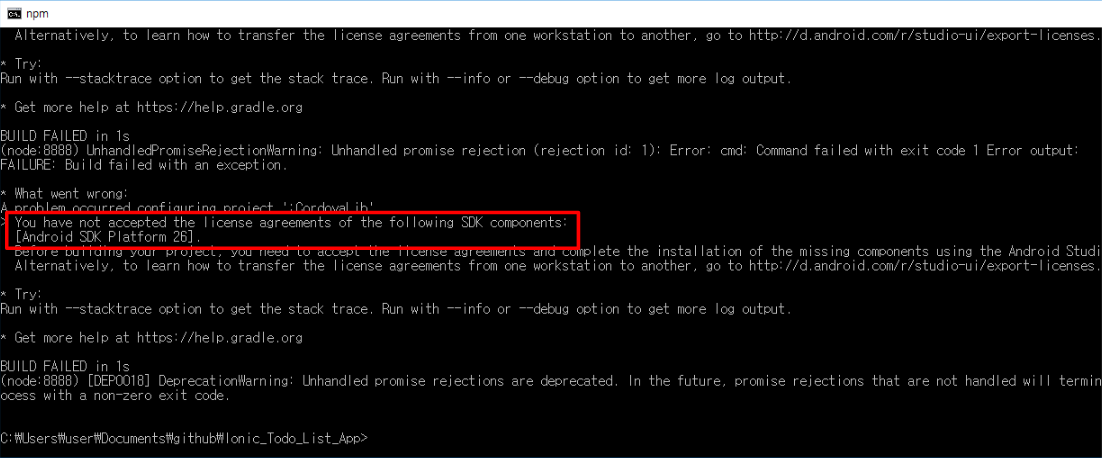 npm
Alternatively, to learn how to transfer the license agreements from one workstation to another, go to http://d.android.com/r/studio-ui/export-licenses.
* Try:
Run with --stacktrace option to get the stack trace. Run with --info or --debug option to get more log output.
* Get more help at https://help.gradle.org
BUILD FAILED in 1s
(node:8888) UnhandledPromiseRejectionWarning: Unhandled promise rejection (rejection id: 1): Error: cmd: Command failed with exit code 1 Error output:
FAILURE: Build failed with an exception.
* What went wrong:
A problem occurred configuring project ':CordovaLib'
> You have not accepted the license agreements of the following SDK components:
[Android SDK Platform 26].
Before building your project, you need to accept the license agreements and complete the installation of the missing components using the Android Studi
Alternatively, to learn how to transfer the license agreements from one workstation to another, go to http://d.android.com/r/studio-ui/export-licenses.
* Try:
Run with --stacktrace option to get the stack trace. Run with --info or --debug option to get more log output.
* Get more help at https://help.gradle.org
BUILD FAILED in 1s
(node:8888) [DEP0018] DeprecationWarning: Unhandled promise rejections are deprecated. In the future, promise rejections that are not handled will termin
ocess with a non-zero exit code.
C:₩Users₩user₩Documents₩github₩Ionic_Todo_List_App>